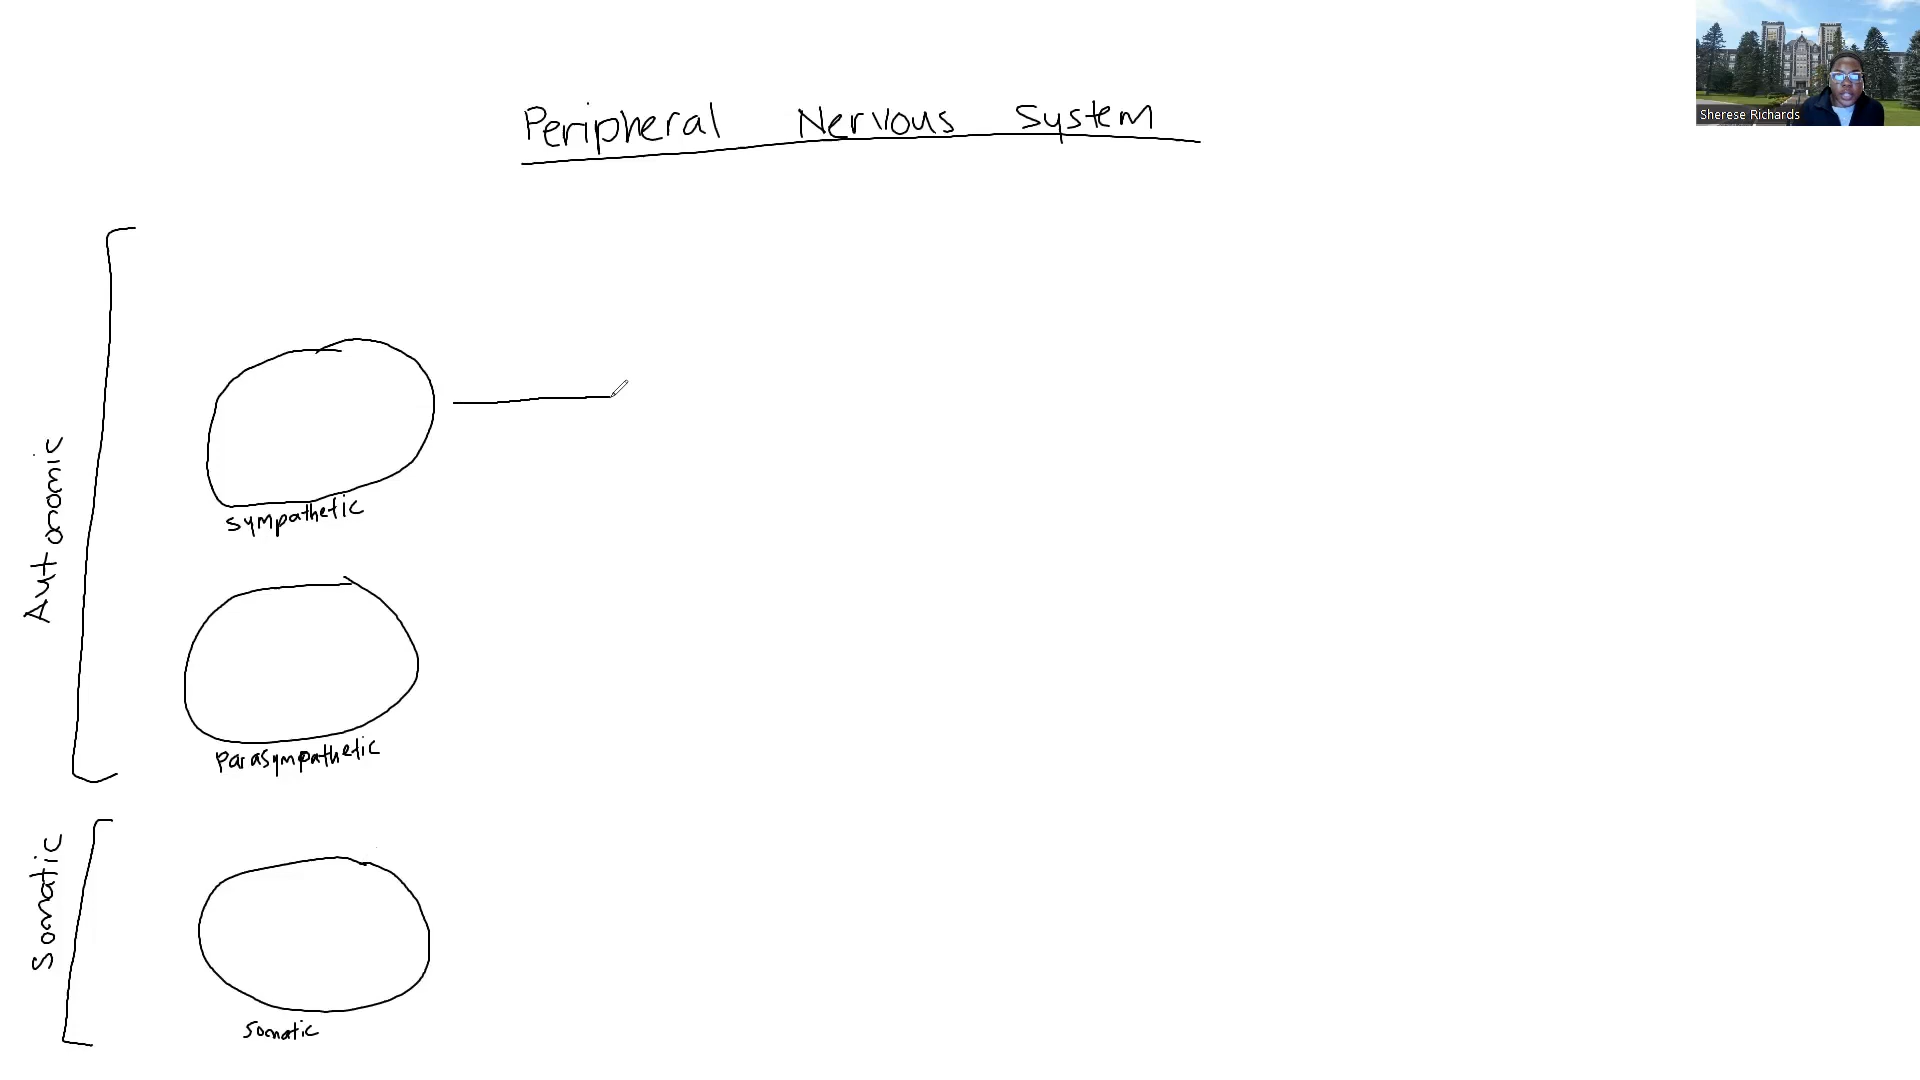 Sherese Richards
Peripheral Nervous System
Autonomic
sympathetic
parasympathetic
Somatic
somatic